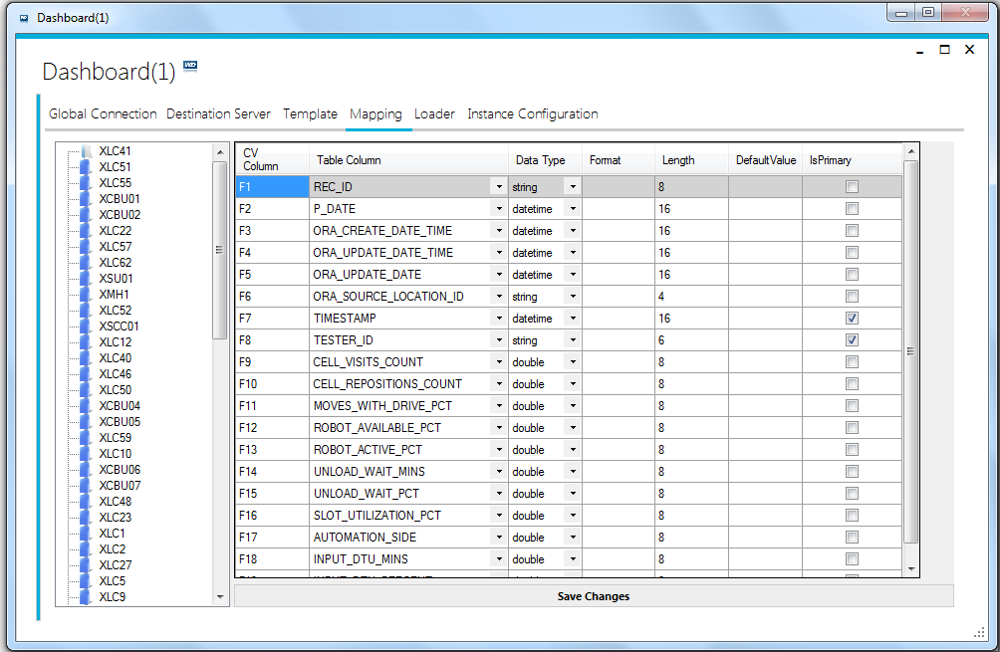 Dashboard(1)
Dashboard(1) WD
Global Connection Destination Server Template Mapping Loader Instance Configuration
XLC41
XLC51
XLC55
XCBU01
XCBU02
XLC22
XLC57
XLC62
XSU01
XMH1
XLC52
XSCC01
XLC12
XLC40
XLC46
XLC50
XCBU04
XCBU05
XLC59
XLC10
XCBU06
XCBU07
XLC48
XLC23
XLC1
XLC2
XLC27
XLC5
XLC9
CV Column Table Column Data Type Format Length DefaultValue IsPrimary
F1 REC_ID string 8
F2 P_DATE datetime 16
F3 ORA_CREATE_DATE_TIME datetime 16
F4 ORA_UPDATE_DATE_TIME datetime 16
F5 ORA_UPDATE_DATE datetime 16
F6 ORA_SOURCE_LOCATION_ID string 4
F7 TIMESTAMP datetime 16
F8 TESTER_ID string 6
F9 CELL_VISITS_COUNT double 8
F10 CELL_REPOSITIONS_COUNT double 8
F11 MOVES_WITH_DRIVE_PCT double 8
F12 ROBOT_AVAILABLE_PCT double 8
F13 ROBOT_ACTIVE_PCT double 8
F14 UNLOAD_WAIT_MINS double 8
F15 UNLOAD_WAIT_PCT double 8
F16 SLOT_UTILIZATION_PCT double 8
F17 AUTOMATION_SIDE double 8
F18 INPUT_DTU_MINS double 8
Save Changes